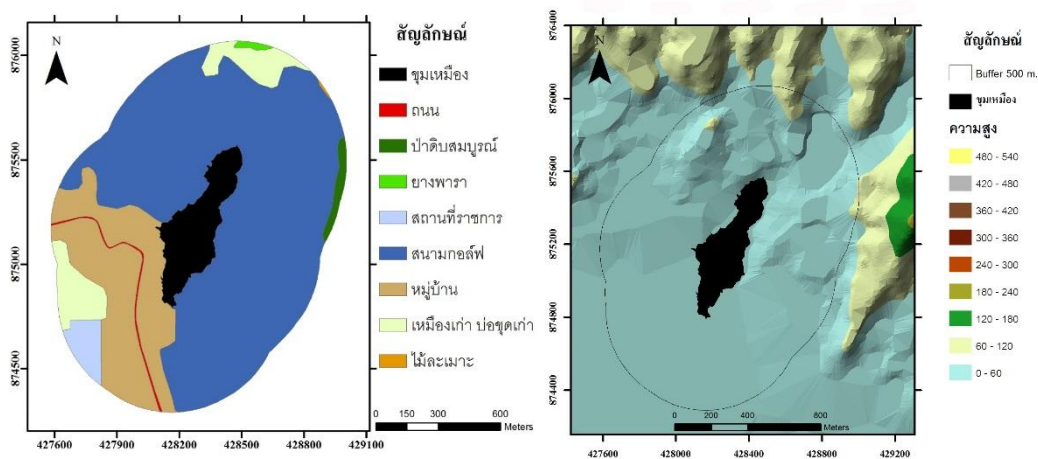 N
สัญลักษณ์
ขุมเหมือง
ถนน
ป่าดิบสมบูรณ์
ยางพารา
สถานที่ราชการ
สนามกอล์ฟ
หมู่บ้าน
เหมืองเก่า บ่อขุดเก่า
ไม้ละเมาะ
0 150 300 600
Meters
876000
875500
875000
874500
427600 427900 428200 428500 428800 429100
N
สัญลักษณ์
Buffer 500 m.
ขุมเหมือง
ความสูง
480 - 540
420 - 480
360 - 420
300 - 360
240 - 300
180 - 240
120 - 180
60 - 120
0 - 60
0 200 400 800
Meters
876400
876000
875600
875200
874800
874400
427600 428000 428400 428800 429200